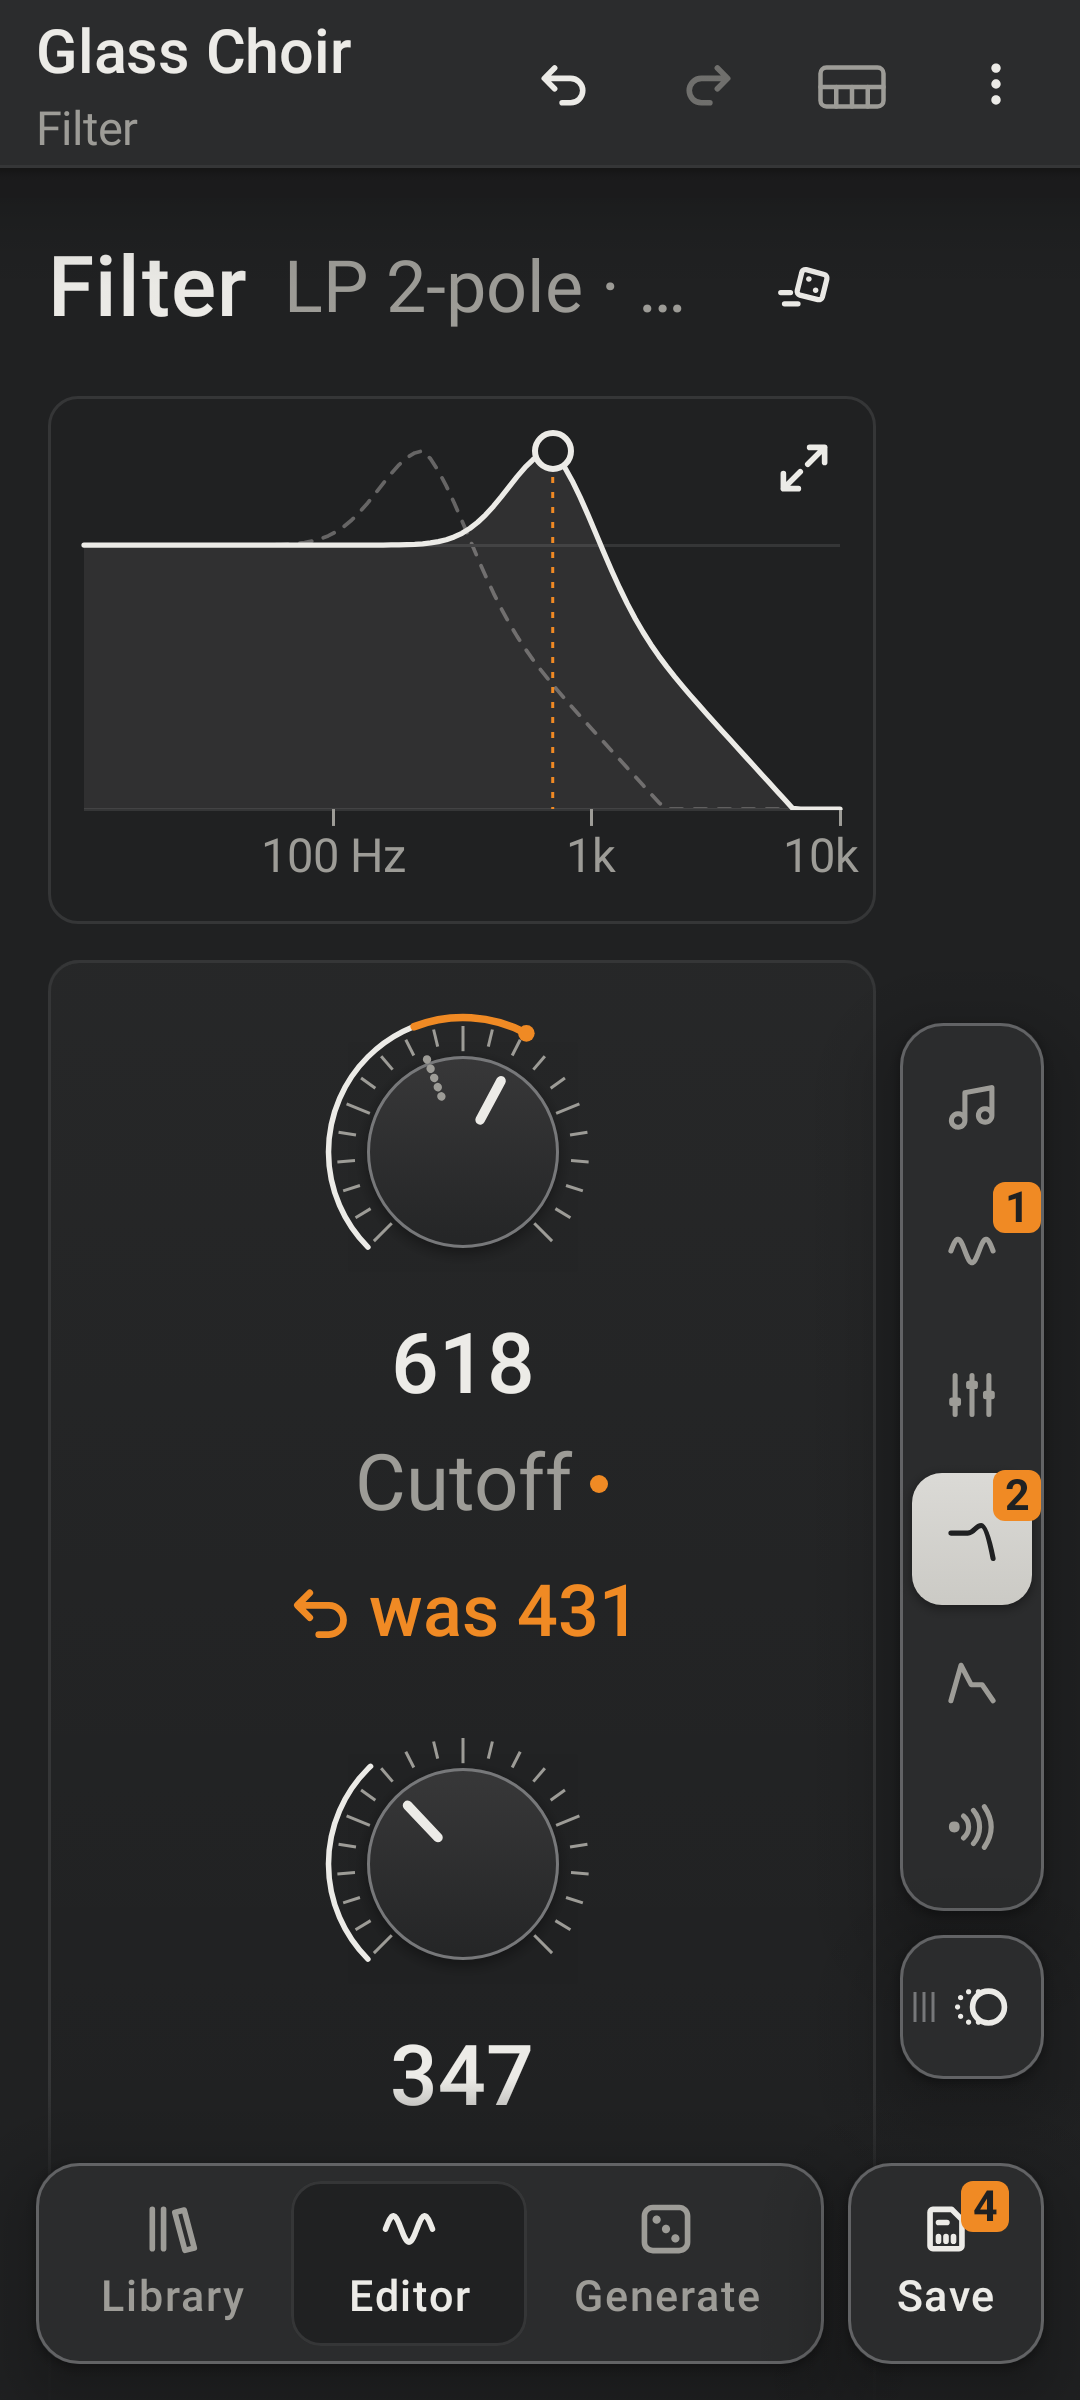 Glass Choir
Filter
Filter LP 2-pole · …
100 Hz 1k 10k
618
Cutoff
was 431
347
1
2
Library Editor Generate
4
Save